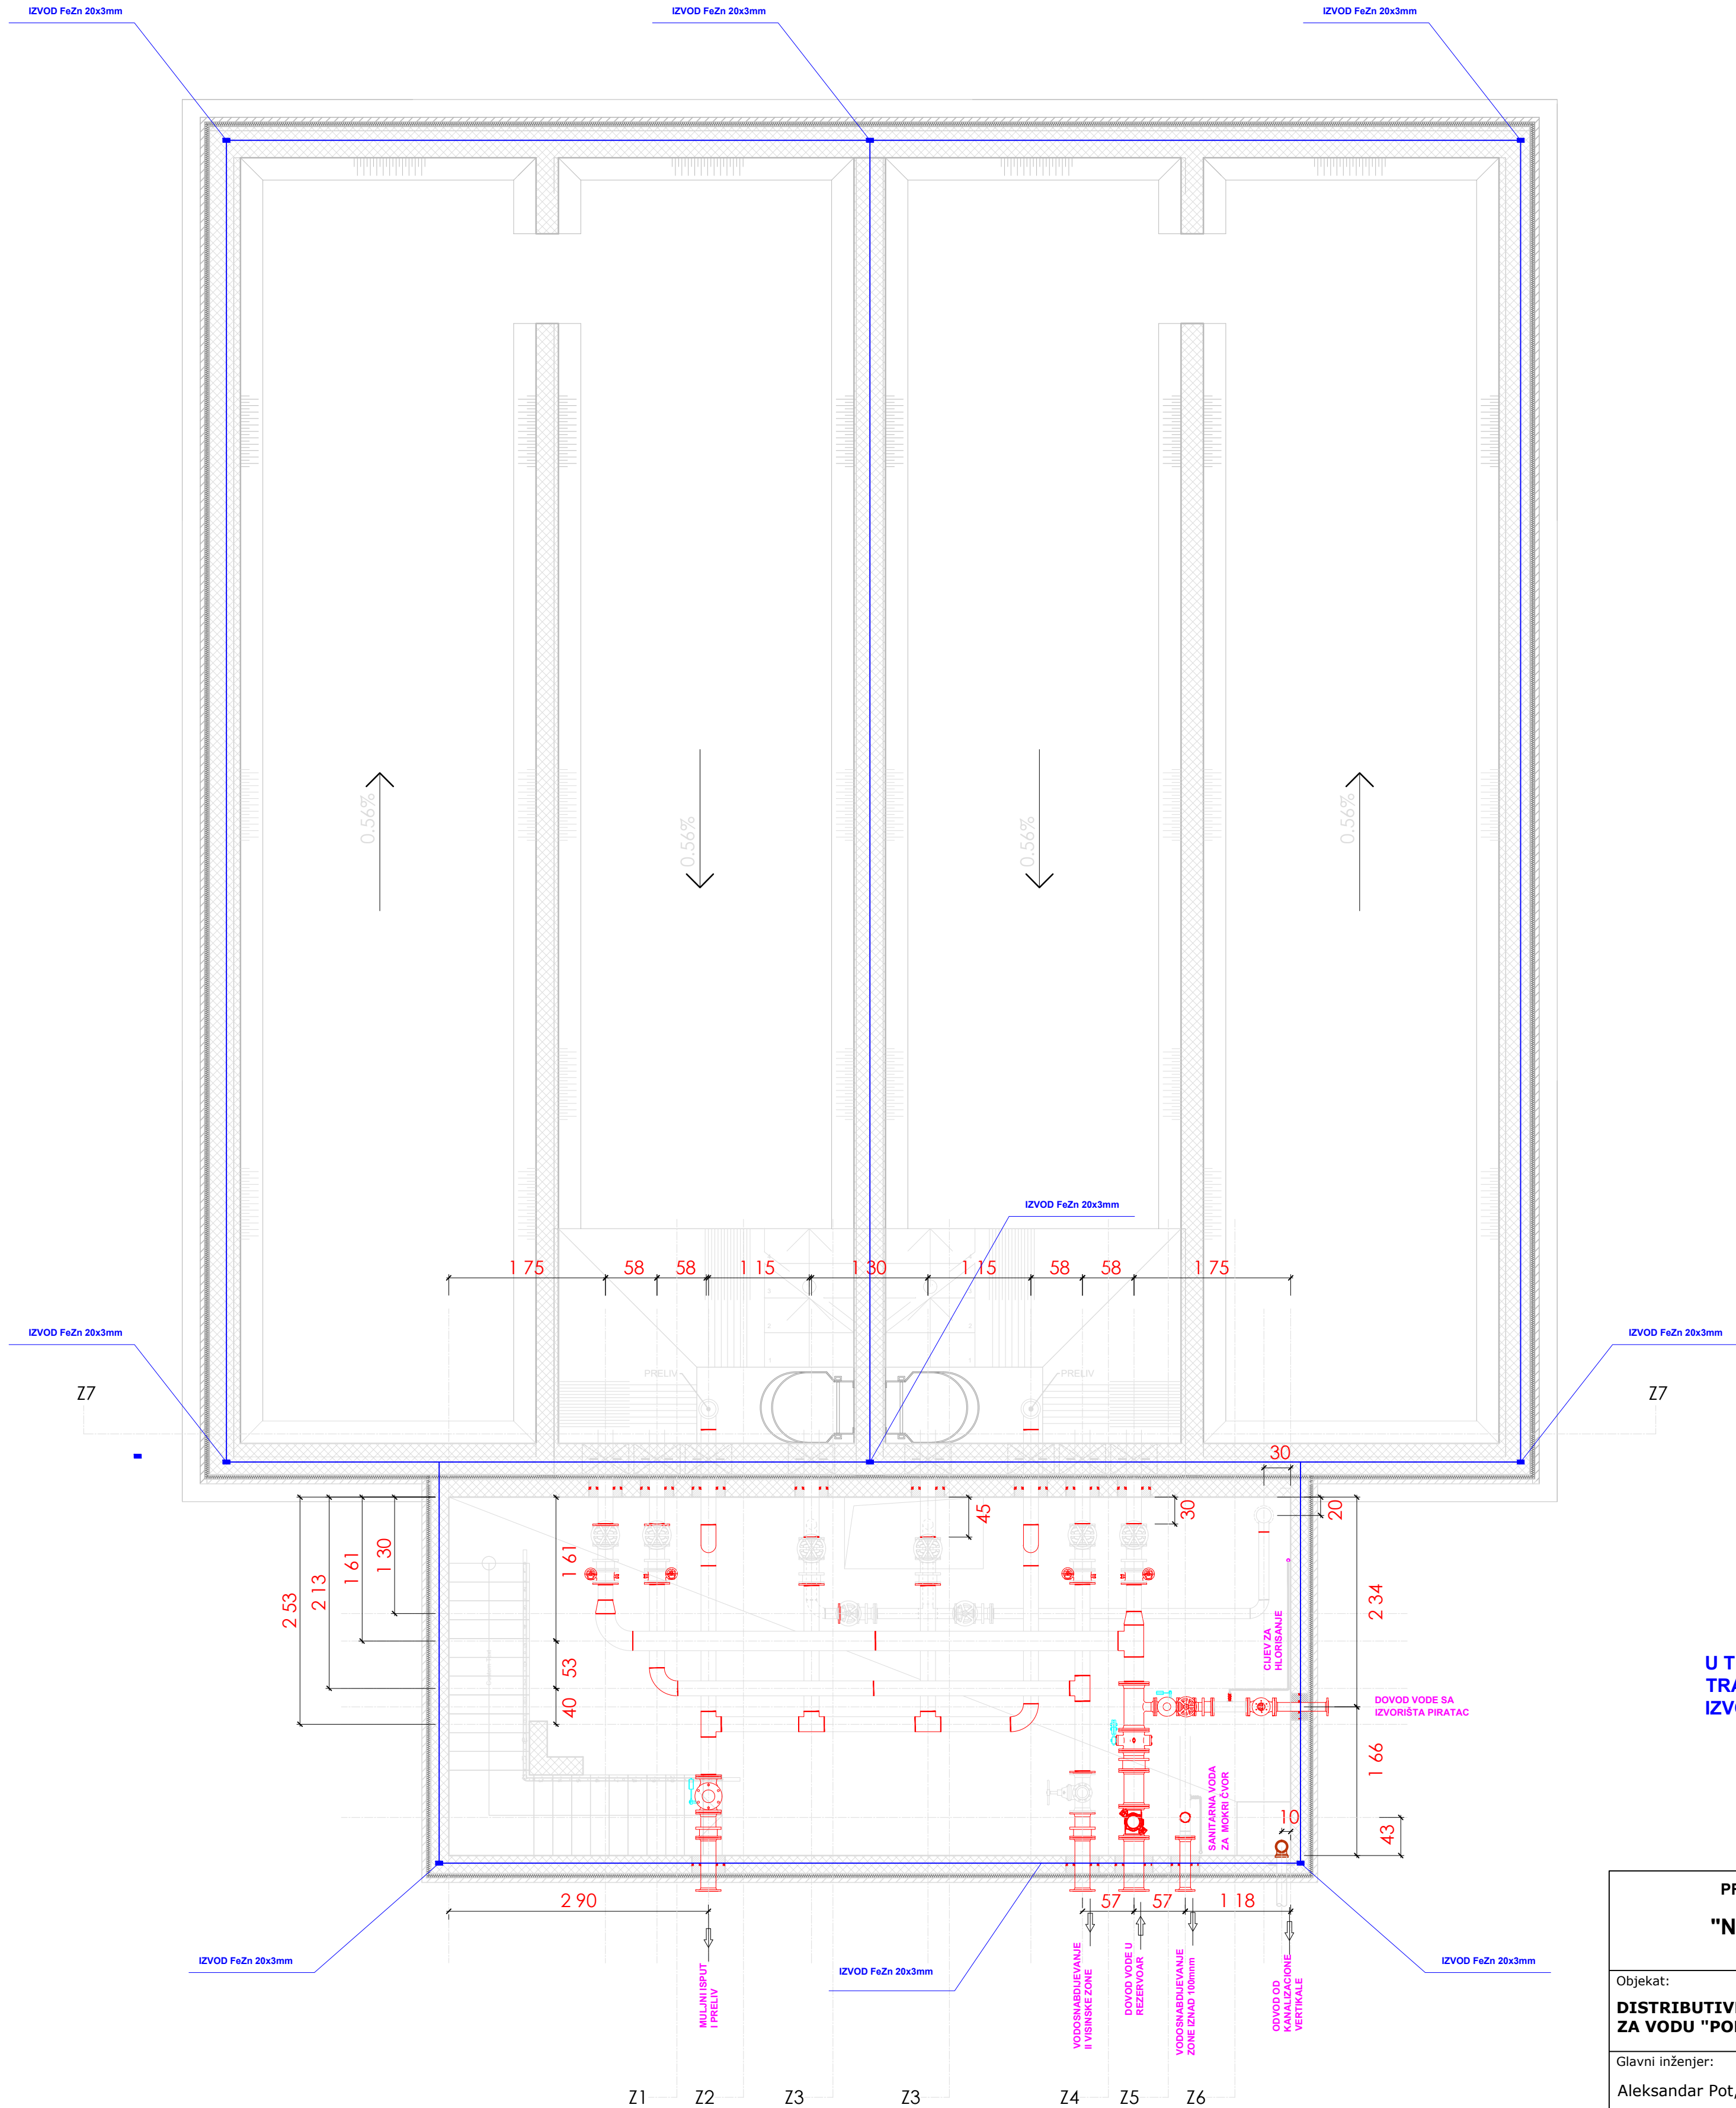 IZVOD FeZn 20x3mm
IZVOD FeZn 20x3mm
IZVOD FeZn 20x3mm
0.56%
0.56%
0.56%
0.56%
IZVOD FeZn 20x3mm
1 75
58
58
1 15
1 30
1 15
58
58
1 75
IZVOD FeZn 20x3mm
IZVOD FeZn 20x3mm
PRELIV
PRELIV
Z7
Z7
30
45
30
20
2 53
2 13
1 61
1 30
1 61
53
40
2 34
CIJEV ZA
HLORISANJE
DOVOD VODE SA
IZVORIŠTA PIRATAC
1 66
SANITARNA VODA
ZA MOKRI ČVOR
10
43
2 90
57
57
1 18
IZVOD FeZn 20x3mm
IZVOD FeZn 20x3mm
IZVOD FeZn 20x3mm
MULJNI ISPUT
I PRELIV
VODOSNABDIJEVANJE
II VISINSKE ZONE
DOVOD VODE U
REZERVOAR
VODOSNABDIJEVANJE
ZONE IZNAD 100mnm
ODVOD OD
KANALIZACIONE
VERTIKALE
Z1
Z2
Z3
Z3
Z4
Z5
Z6
U T
TRA
IZV
"N
Objekat:
DISTRIBUTIV
ZA VODU "PO
Glavni inženjer:
Aleksandar Pot,